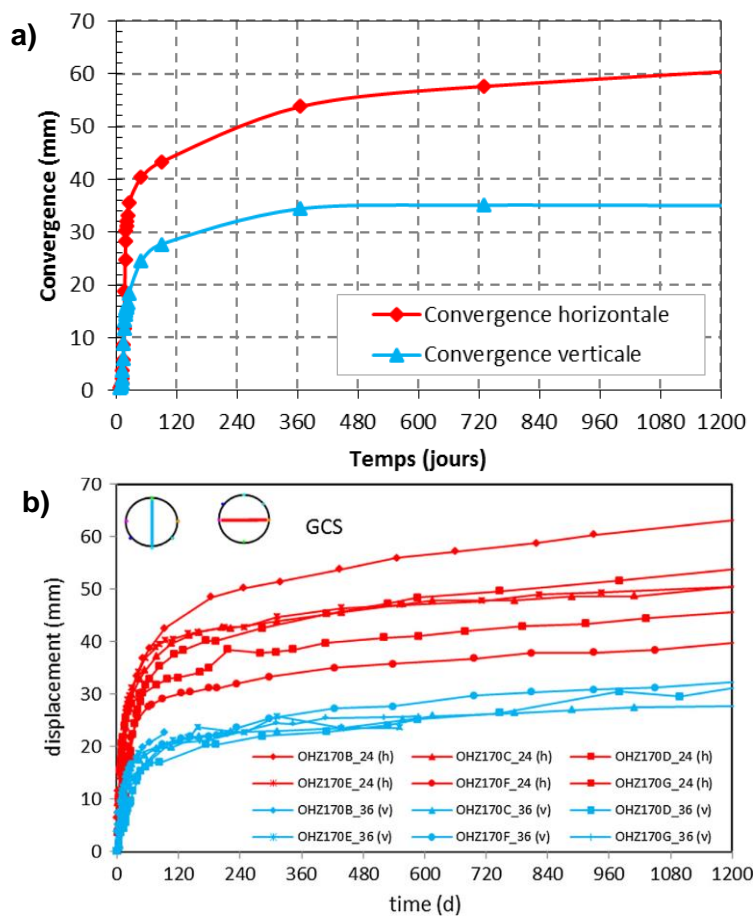 a)
70
60
50
40
30
20
10
0
Convergence (mm)
Convergence horizontale
Convergence verticale
0 120 240 360 480 600 720 840 960 1080 1200
Temps (jours)
b)
70
60
50
40
30
20
10
0
displacement (mm)
GCS
OHZ170B_24 (h) OHZ170C_24 (h) OHZ170D_24 (h)
OHZ170E_24 (h) OHZ170F_24 (h) OHZ170G_24 (h)
OHZ170B_36 (v) OHZ170C_36 (v) OHZ170D_36 (v)
OHZ170E_36 (v) OHZ170F_36 (v) OHZ170G_36 (v)
0 120 240 360 480 600 720 840 960 1080 1200
time (d)